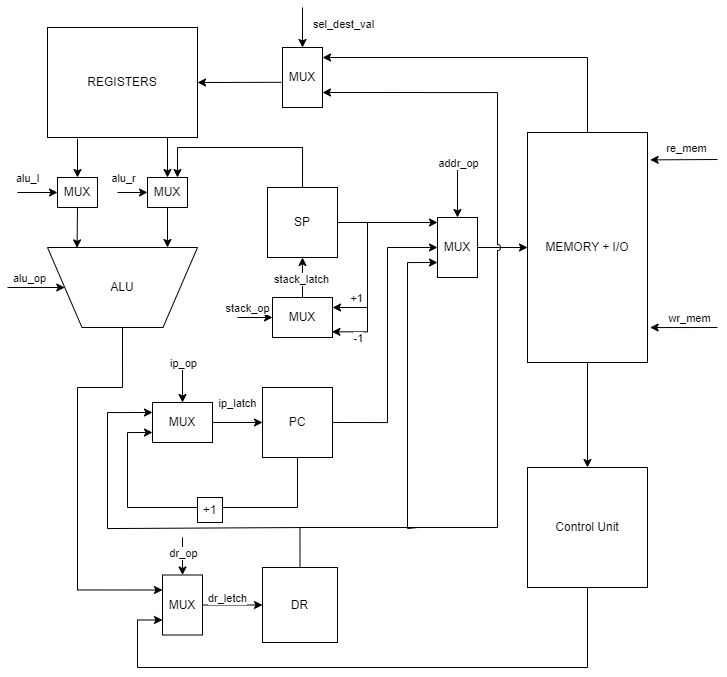 sel_dest_val
REGISTERS
MUX
re_mem
addr_op
alu_l
MUX
alu_r
MUX
SP
MUX
MEMORY + I/O
alu_op
ALU
stack_latch
stack_op
MUX
+1
-1
wr_mem
ip_op
MUX
ip_latch
PC
+1
Control Unit
dr_op
MUX
dr_letch
DR